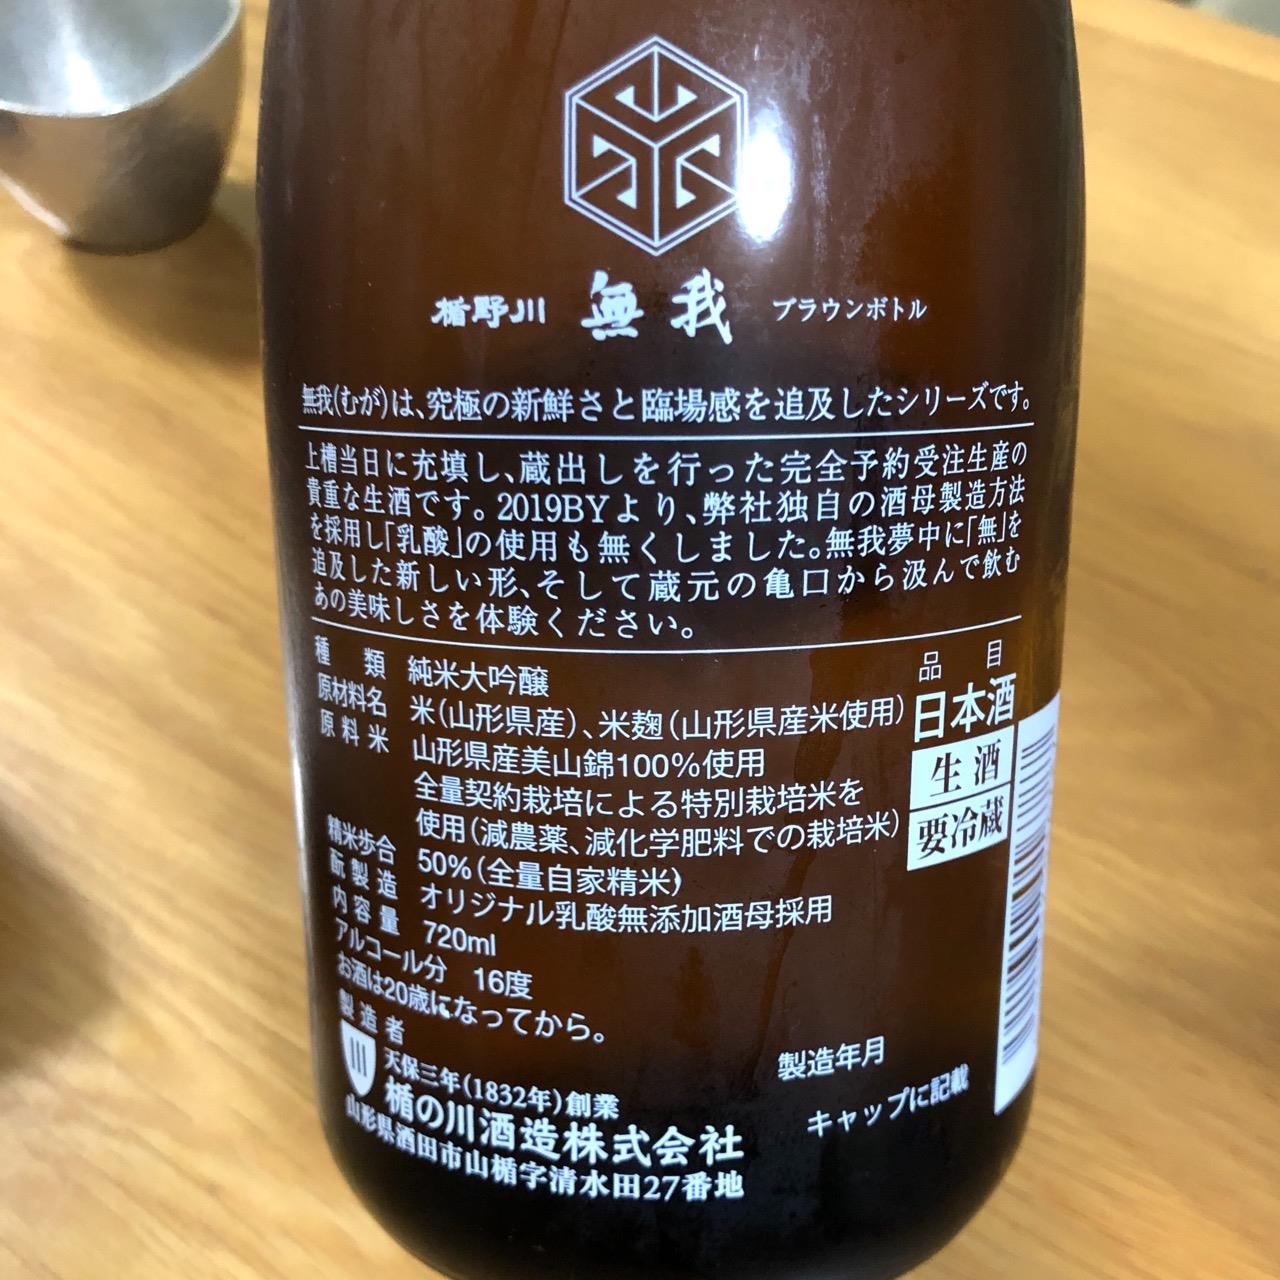 楯野川 無我 ブラウンボトル
無我(むが)は、究極の新鮮さと臨場感を追及したシリーズです。
上槽当日に充填し、蔵出しを行った完全予約受注生産の
貴重な生酒です。2019BYより、弊社独自の酒母製造方法
を採用し「乳酸」の使用も無くしました。無我夢中に「無」を
追及した新しい形、そして蔵元の亀口から汲んで飲む
あの美味しさを体験ください。
種類 純米大吟醸
原材料名 米(山形県産)、米麹(山形県産米使用)
原料米 山形県産美山錦100%使用
全量契約栽培による特別栽培米を
使用(減農薬、減化学肥料での栽培米)
精米歩合 50%(全量自家精米)
酛製造 オリジナル乳酸無添加酒母採用
内容量 720ml
アルコール分 16度
お酒は20歳になってから。
品目
日本酒
生酒
要冷蔵
製造者
天保三年(1832年)創業
楯の川酒造株式会社
山形県酒田市山楯字清水田27番地
製造年月
キャップに記載